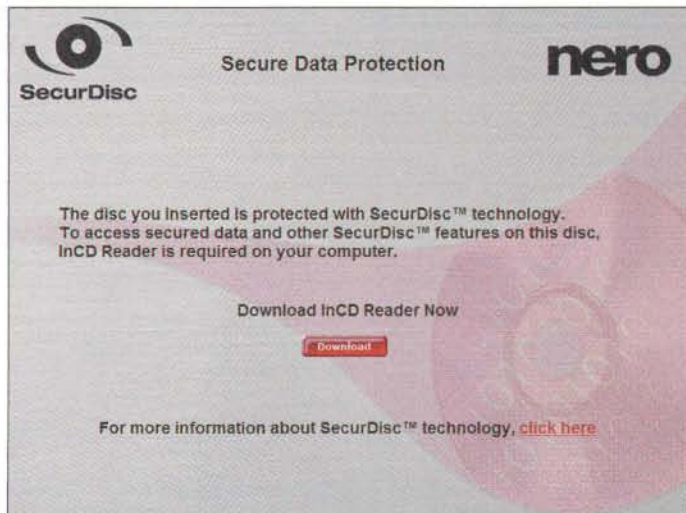 SecurDisc
Secure Data Protection
nero
The disc you inserted is protected with SecurDisc™ technology.
To access secured data and other SecurDisc™ features on this disc,
InCD Reader is required on your computer.
Download InCD Reader Now
Download
For more information about SecurDisc™ technology, click here